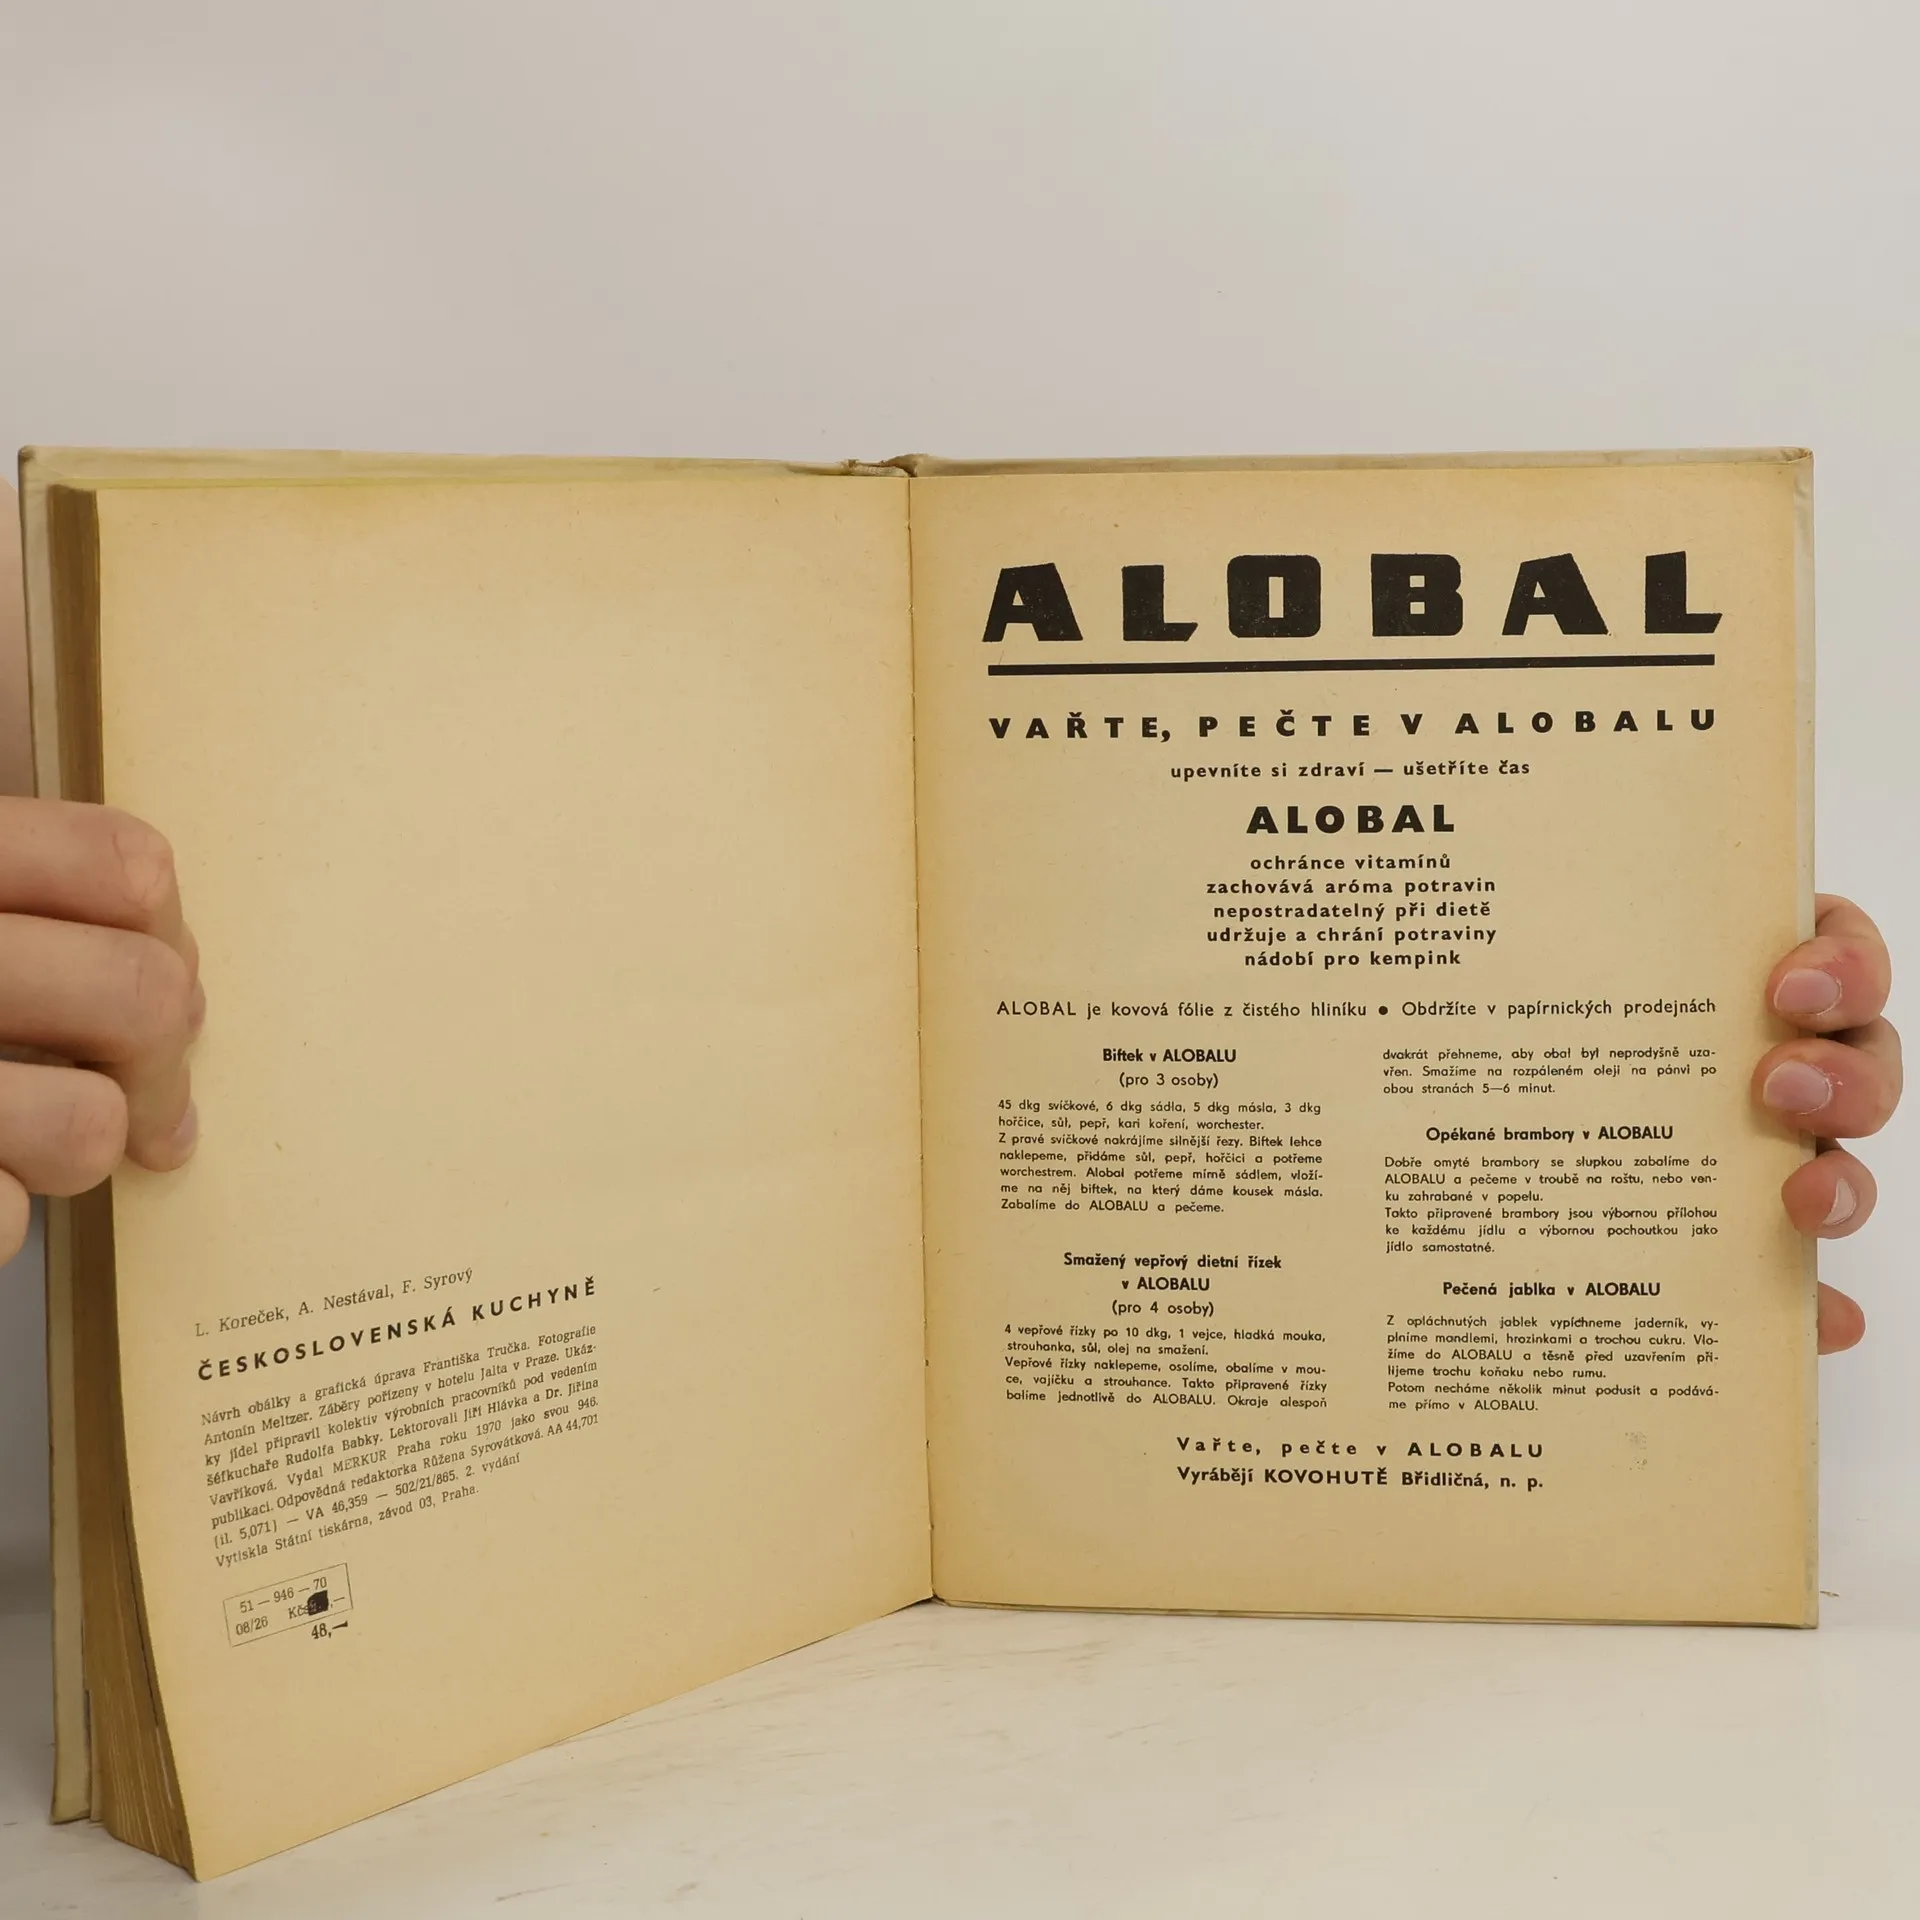 L. Koreček, A. Nestával, F. Syrový
ČESKOSLOVENSKÁ KUCHYNĚ
Návrh obálky a grafická úprava Františka Tručka. Fotografie
Antonín Meltzer. Záběry pořízeny v hotelu Jalta v Praze. Ukáz-
ky jídel připravil kolektiv výrobních pracovníků pod vedením
šéfkuchaře Rudolfa Babky. Lektorovali Jiří Hlávka a Dr. Jiřina
Vavříková. Vydal MERKUR Praha roku 1970 jako svou 946.
publikaci. Odpovědná redaktorka Růžena Syrovátková. AA 44,701
(il. 5,071) — VA 46,359 — 502/21/865. 2. vydání
Vytiskla Státní tiskárna, závod 03, Praha.
51 — 946 — 70
08/26 Kčs
48,—
ALOBAL
VAŘTE, PEČTE V ALOBALU
upevníte si zdraví — ušetříte čas
ALOBAL
ochránce vitamínů
zachovává aróma potravin
nepostradatelný při dietě
udržuje a chrání potraviny
nádobí pro kempink
ALOBAL je kovová fólie z čistého hliníku ● Obdržíte v papírnických prodejnách
Biftek v ALOBALU
(pro 3 osoby)
45 dkg svíčkové, 6 dkg sádla, 5 dkg másla, 3 dkg
hořčice, sůl, pepř, kari koření, worchester.
Z pravé svíčkové nakrájíme silnější řezy. Biftek lehce
naklepeme, přidáme sůl, pepř, hořčici a potřeme
worchestrem. Alobal potřeme mírně sádlem, vloží-
me na něj biftek, na který dáme kousek másla.
Zabalíme do ALOBALU a pečeme.
Smažený vepřový dietní řízek
v ALOBALU
(pro 4 osoby)
4 vepřové řízky po 10 dkg, 1 vejce, hladká mouka,
strouhanka, sůl, olej na smažení.
Vepřové řízky naklepeme, osolíme, obalíme v mou-
ce, vajíčku a strouhance. Takto připravené řízky
balíme jednotlivě do ALOBALU. Okraje alespoň
dvakrát přehneme, aby obal byl neprodyšně uza-
vřen. Smažíme na rozpáleném oleji na pánvi po
obou stranách 5—6 minut.
Opékané brambory v ALOBALU
Dobře omyté brambory se slupkou zabalíme do
ALOBALU a pečeme v troubě na roštu, nebo ven-
ku zahrabané v popelu.
Takto připravené brambory jsou výbornou přílohou
ke každému jídlu a výbornou pochoutkou jako
jídlo samostatné.
Pečená jablka v ALOBALU
Z opláchnutých jablek vypíchneme jaderník, vy-
plníme mandlemi, hrozinkami a trochou cukru. Vlo-
žíme do ALOBALU a těsně před uzavřením při-
lijeme trochu koňaku nebo rumu.
Potom necháme několik minut podusit a podává-
me přímo v ALOBALU.
Vařte, pečte v ALOBALU
Vyrábějí KOVOHUTĚ Břidličná, n. p.